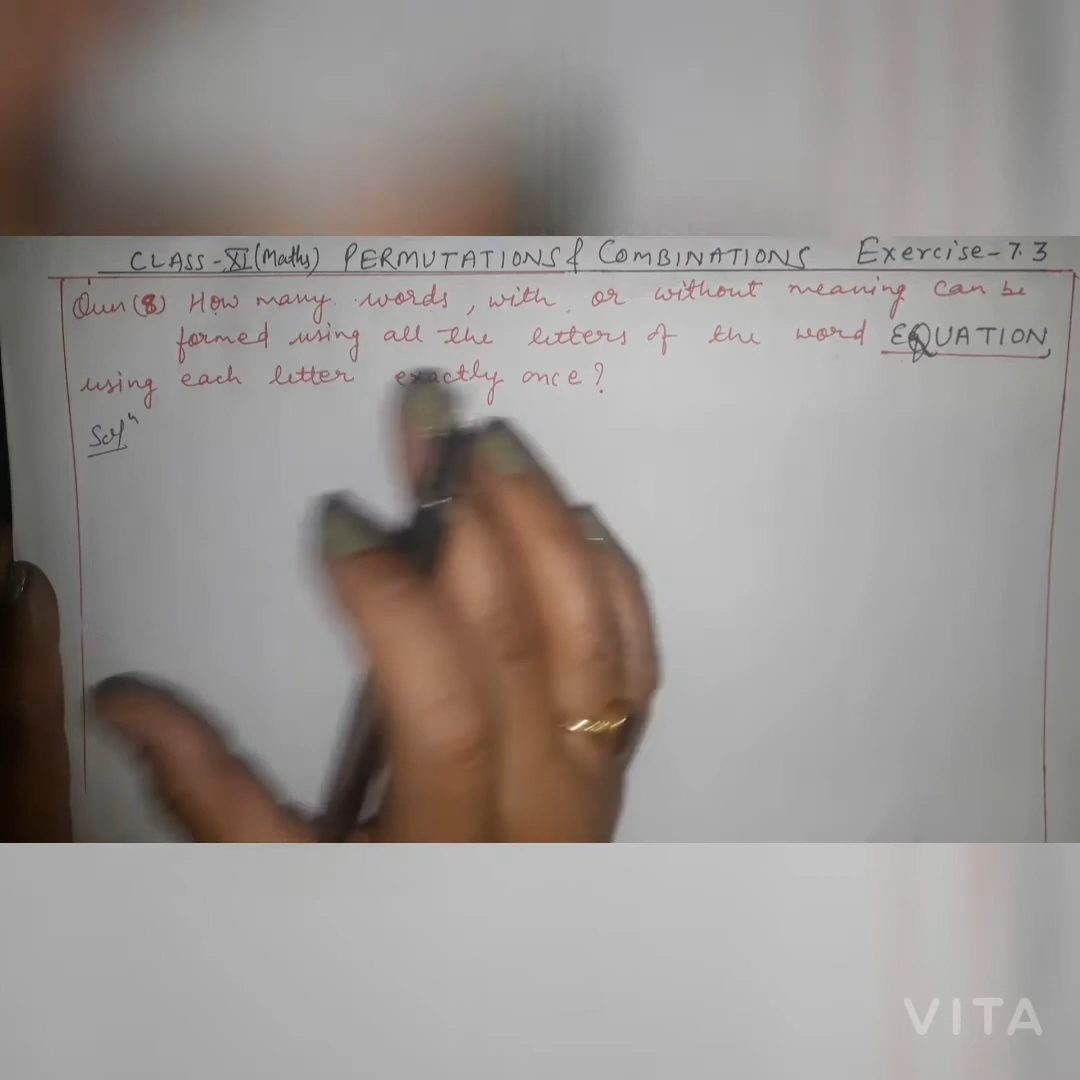 CLASS-XI (Maths) PERMUTATIONS & COMBINATIONS Exercise-7.3
Ques (8) How many words, with or without meaning can be
formed using all the letters of the word EQUATION,
using each letter exactly once?
Solⁿ
VITA